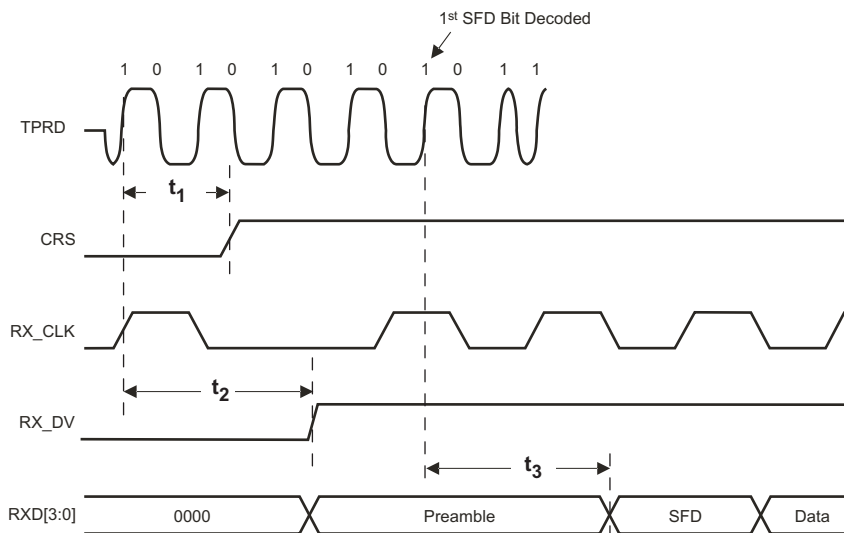 1st SFD Bit Decoded
1 0 1 0 1 0 1 0 1 0 1 1
TPRD
t1
CRS
RX_CLK
t2
RX_DV
t3
RXD[3:0] 0000 Preamble SFD Data